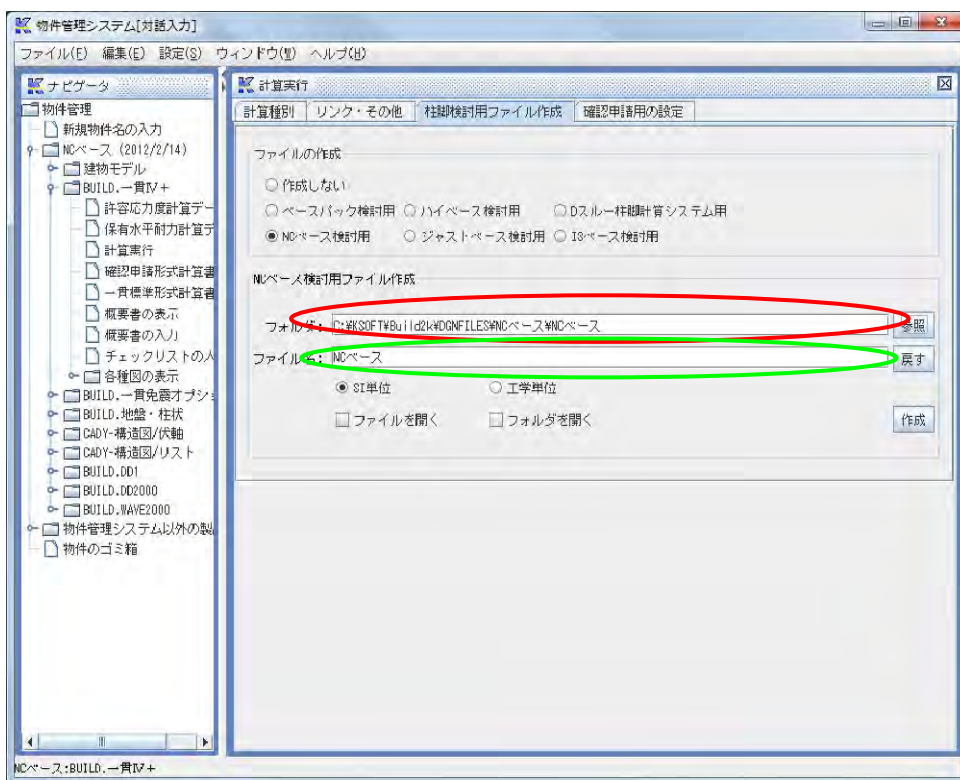 物件管理システム[対話入力]
ファイル(F) 編集(E) 設定(S) ウィンドウ(W) ヘルプ(H)
ナビゲータ
物件管理
新規物件名の入力
NCベース (2012/2/14)
建物モデル
BUILD.一貫Ⅳ+
許容応力度計算デー
保有水平耐力計算デ
計算実行
確認申請形式計算書
一貫標準形式計算書
概要書の表示
概要書の入力
チェックリストの入
各種図の表示
BUILD.一貫免震オプショ
BUILD.地盤・柱状
CADY-構造図/伏軸
CADY-構造図/リスト
BUILD.DD1
BUILD.DD2000
BUILD.WAVE2000
物件管理システム以外の製
物件のゴミ箱
計算実行
計算種別 リンク・その他 柱脚検討用ファイル作成 確認申請用の設定
ファイルの作成
作成しない
ベースパック検討用 ハイベース検討用 Dスルー柱脚計算システム用
NCベース検討用 ジャストベース検討用 ISベース検討用
NCベース検討用ファイル作成
フォルダ: C:¥KSOFT¥Build2k¥DGNFILES¥NCベース¥NCベース 参照
ファイル名: NCベース 戻す
SI単位 工学単位
ファイルを開く フォルダを開く 作成
NCベース:BUILD.一貫Ⅳ+